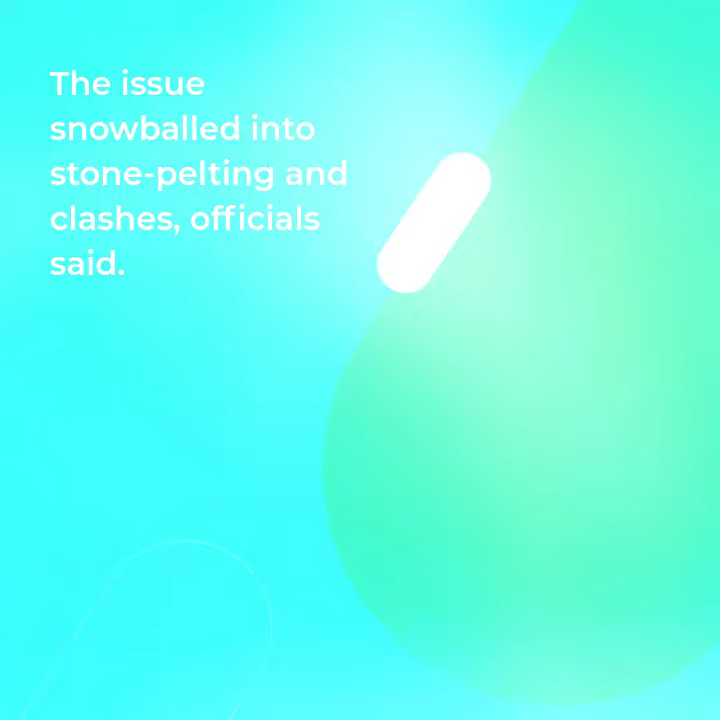 The issue
snowballed into
stone-pelting and
clashes, officials
said.